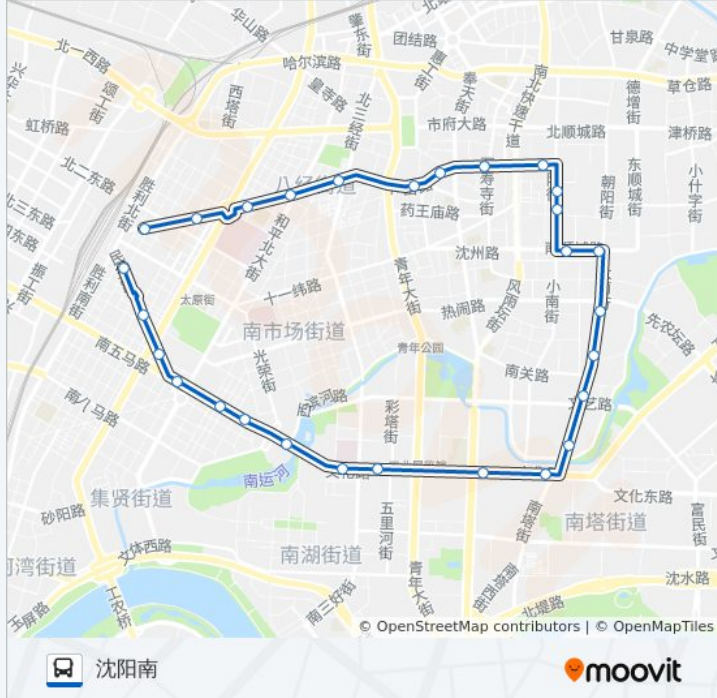 华山路
肇东街
团结路
北
甘泉路
中学堂
北一西路
哈尔滨路
惠工街
奉天街
南北快速干道
草仓路
兴华
颂工街
西塔街
皇寺路
北三经街
德增街
虹桥路
市府大路
北顺城路
津桥路
北二东路
胜利北街
八经街道
寿寺街
朝阳街
东顺城街
小什字街
北三东路
药王庙路
和平北大街
振工街
胜利南街
沈州路
青年大街
太原街
十一纬路
热闹路
风雨坛街
小南街
先农坛路
南市场街道
南五马路
光荣街
青年公园
南关路
南八马路
西滨河路
彩塔街
文艺路
南运河
集贤街道
文化东路
砂阳路
五里河街
南塔街
南塔街道
富民街
河湾街道
文体西路
南湖街道
玉屏路
工农桥
南三好街
青年大街
南塔西街
沈水路
北堤路
© OpenStreetMap contributors | © OpenMapTiles
沈阳南
moovit